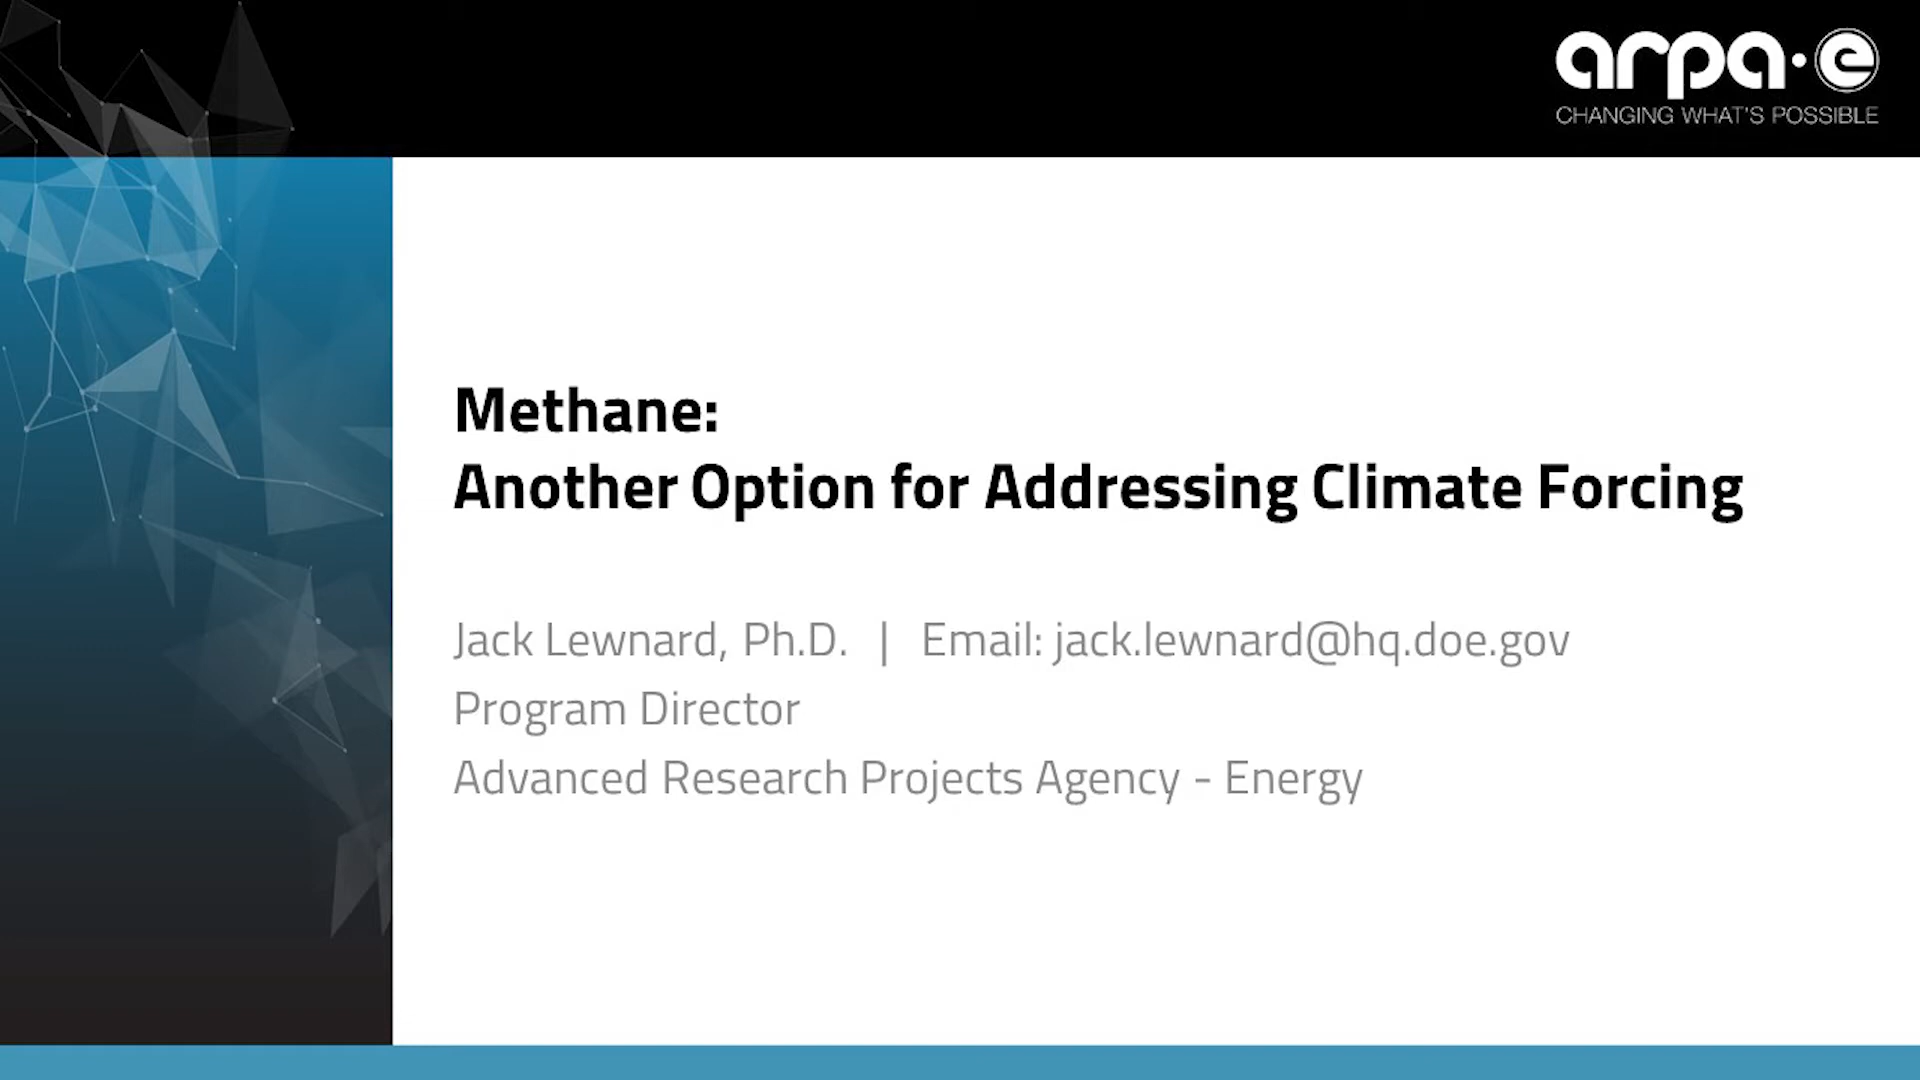 arpa·e
CHANGING WHAT'S POSSIBLE
Methane:
Another Option for Addressing Climate Forcing
Jack Lewnard, Ph.D. | Email: jack.lewnard@hq.doe.gov
Program Director
Advanced Research Projects Agency - Energy